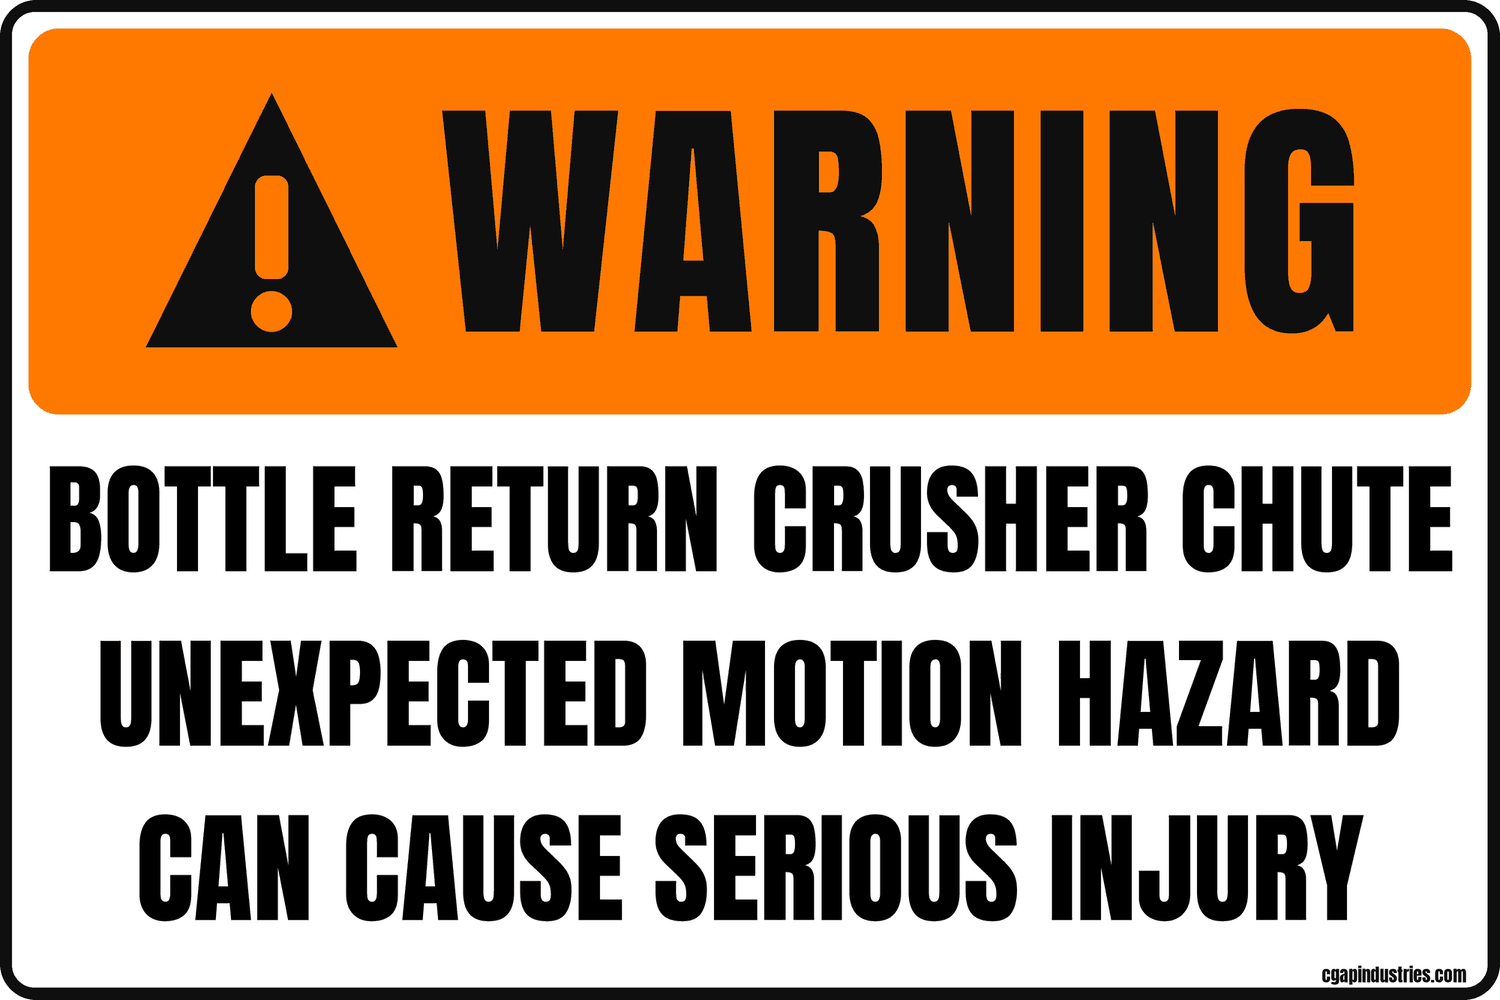 WARNING
BOTTLE RETURN CRUSHER CHUTE
UNEXPECTED MOTION HAZARD
CAN CAUSE SERIOUS INJURY
cgapindustries.com